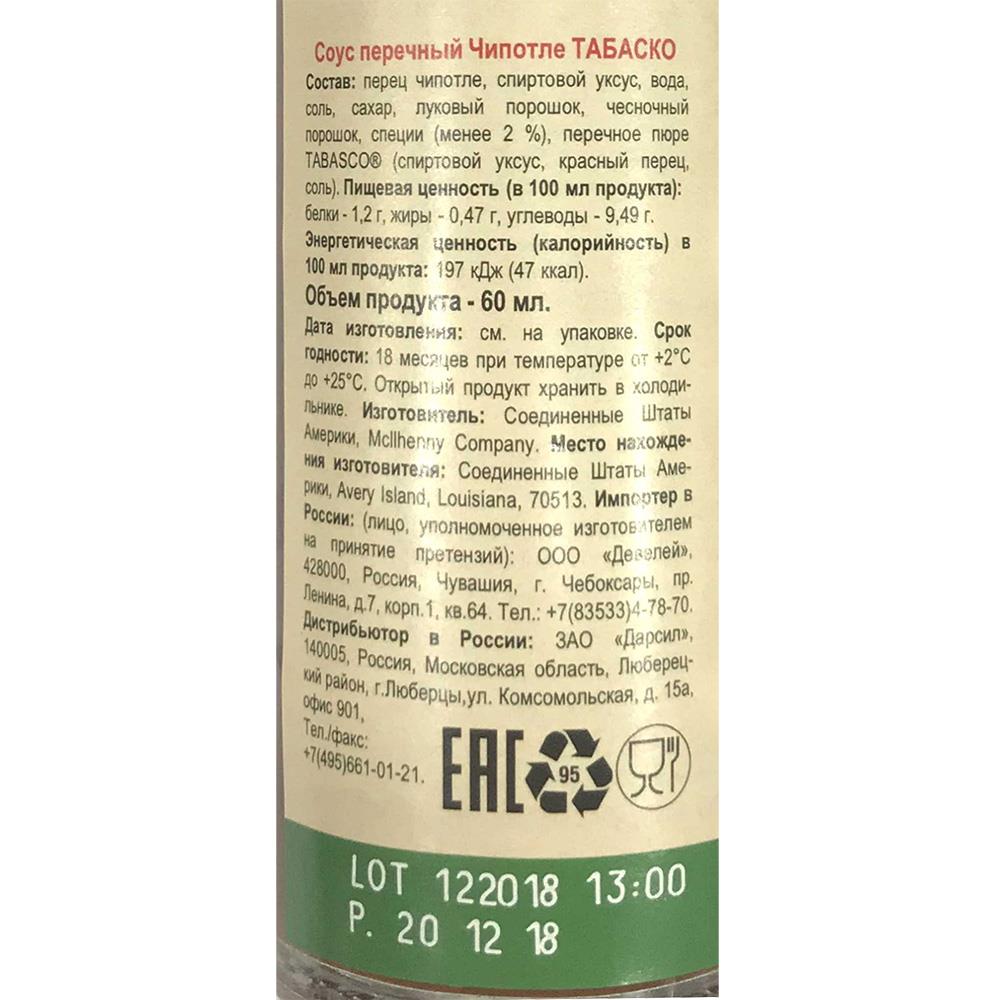 Соус перечный Чипотле ТАБАСКО
Состав: перец чипотле, спиртовой уксус, вода,
соль, сахар, луковый порошок, чесночный
порошок, специи (менее 2 %), перечное пюре
TABASCO® (спиртовой уксус, красный перец,
соль). Пищевая ценность (в 100 мл продукта):
белки - 1,2 г, жиры - 0,47 г, углеводы - 9,49 г.
Энергетическая ценность (калорийность) в
100 мл продукта: 197 кДж (47 ккал).
Объем продукта - 60 мл.
Дата изготовления: см. на упаковке. Срок
годности: 18 месяцев при температуре от +2°С
до +25°С. Открытый продукт хранить в холоди-
льнике. Изготовитель: Соединенные Штаты
Америки, McIlhenny Company. Место нахожде-
ния изготовителя: Соединенные Штаты Аме-
рики, Avery Island, Louisiana, 70513. Импортер в
России: (лицо, уполномоченное изготовителем
на принятие претензий): ООО «Девелей»,
428000, Россия, Чувашия, г. Чебоксары, пр.
Ленина, д.7, корп.1, кв.64. Тел.: +7(83533)4-78-70.
Дистрибьютор в России: ЗАО «Дарсил»,
140005, Россия, Московская область, Люберец-
кий район, г.Люберцы,ул. Комсомольская, д. 15а,
офис 901,
Тел./факс:
+7(495)661-01-21.
EAC 95
LOT 122018 13:00
P. 20 12 18